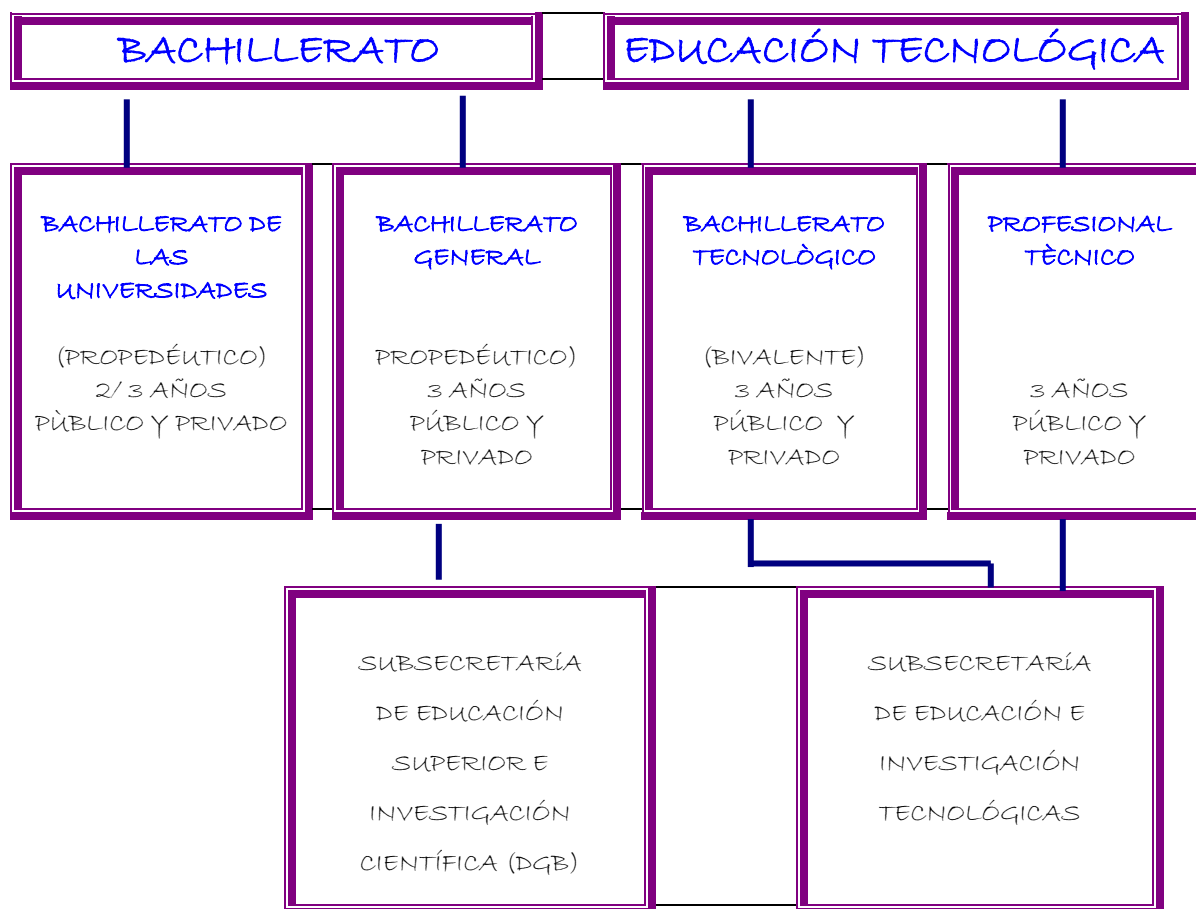 BACHILLERATO
EDUCACIÓN TECNOLÓGICA
BACHILLERATO DE
LAS
UNIVERSIDADES
(PROPEDÉUTICO)
2/ 3 AÑOS
PÙBLICO Y PRIVADO
BACHILLERATO
GENERAL
PROPEDÉUTICO)
3 AÑOS
PÚBLICO Y
PRIVADO
BACHILLERATO
TECNOLÒGICO
(BIVALENTE)
3 AÑOS
PÚBLICO Y
PRIVADO
PROFESIONAL
TÈCNICO
3 AÑOS
PÚBLICO Y
PRIVADO
SUBSECRETARÍA
DE EDUCACIÓN
SUPERIOR E
INVESTIGACIÓN
CIENTÍFICA (DGB)
SUBSECRETARÍA
DE EDUCACIÓN E
INVESTIGACIÓN
TECNOLÓGICAS